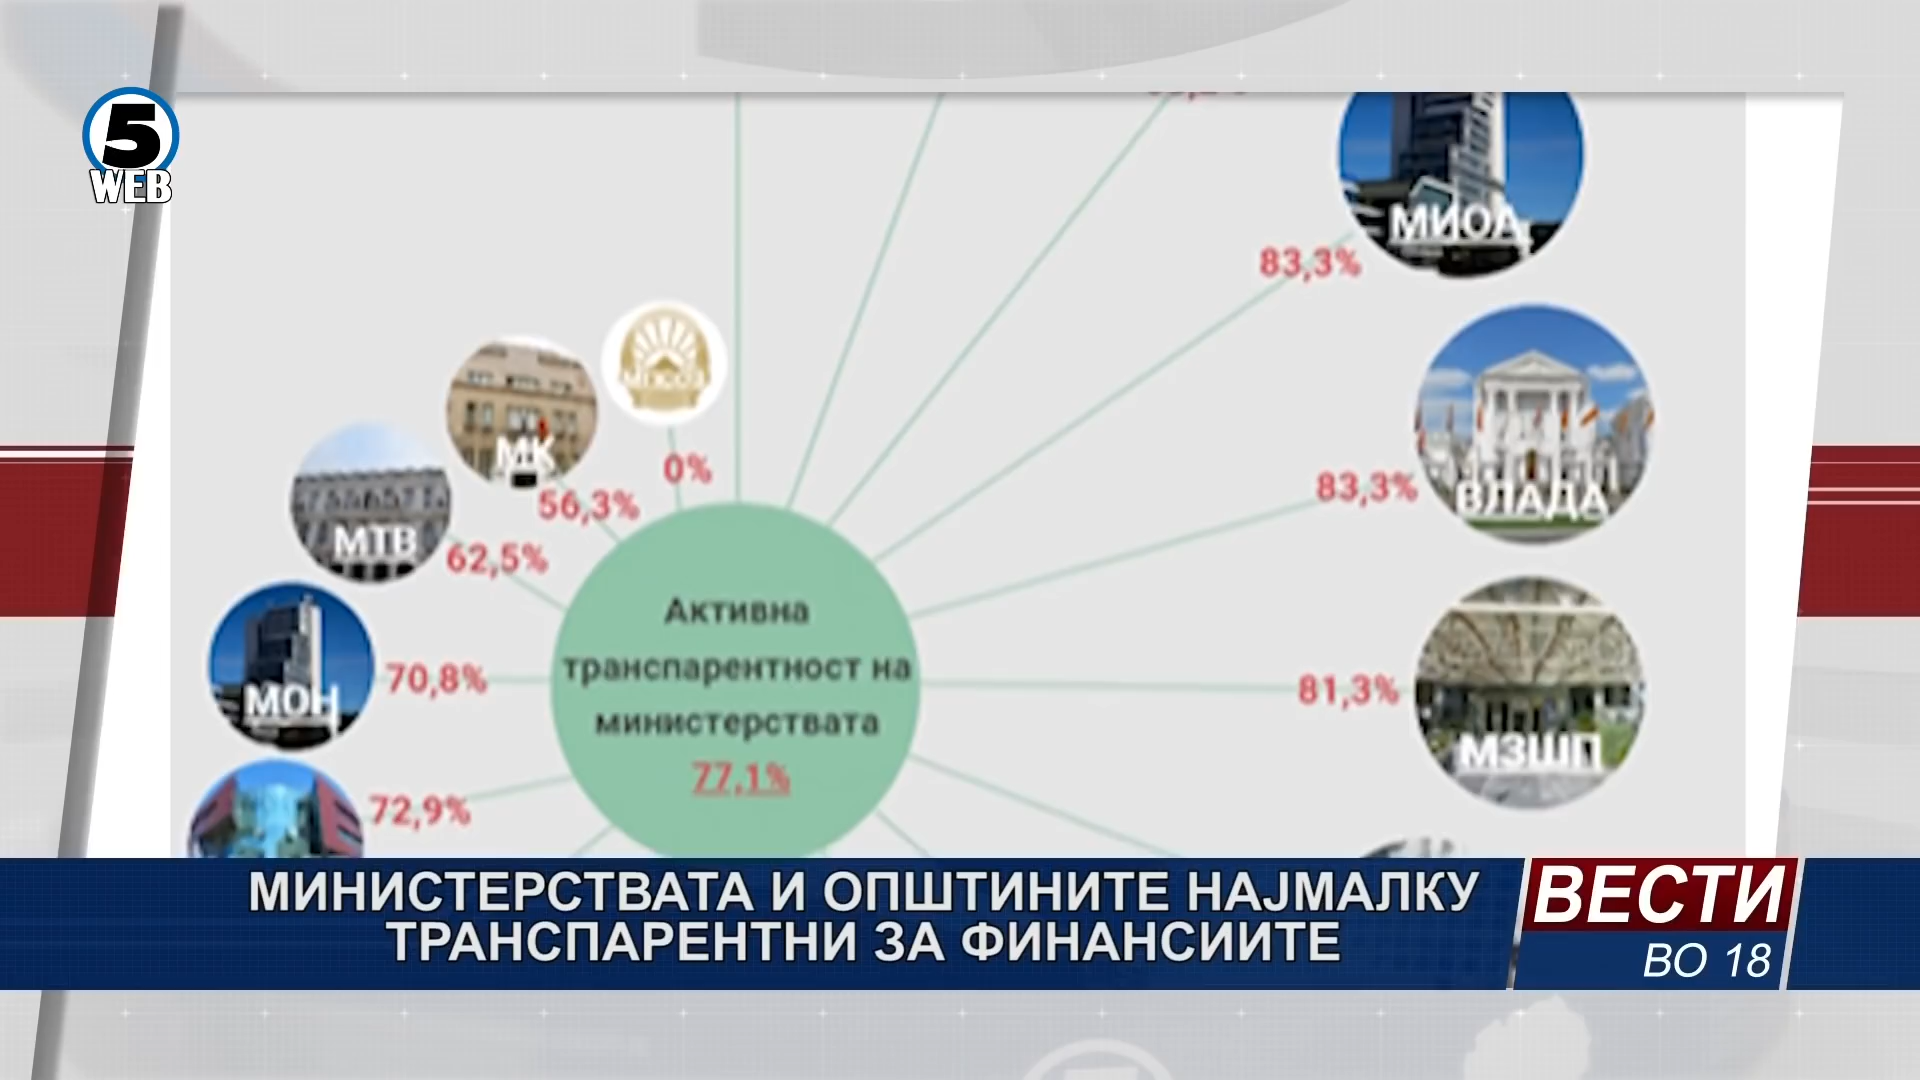 5
WEB
МИОА
83,3%
ВЛАДА
83,3%
МК
0%
56,3%
МТВ
62,5%
МОН
70,8%
81,3%
МЗШП
72,9%
Активна
транспарентност на
министерствата
77,1%
МИНИСТЕРСТВАТА И ОПШТИНИТЕ НАЈМАЛКУ
ТРАНСПАРЕНТНИ ЗА ФИНАНСИИТЕ
ВЕСТИ
ВО 18